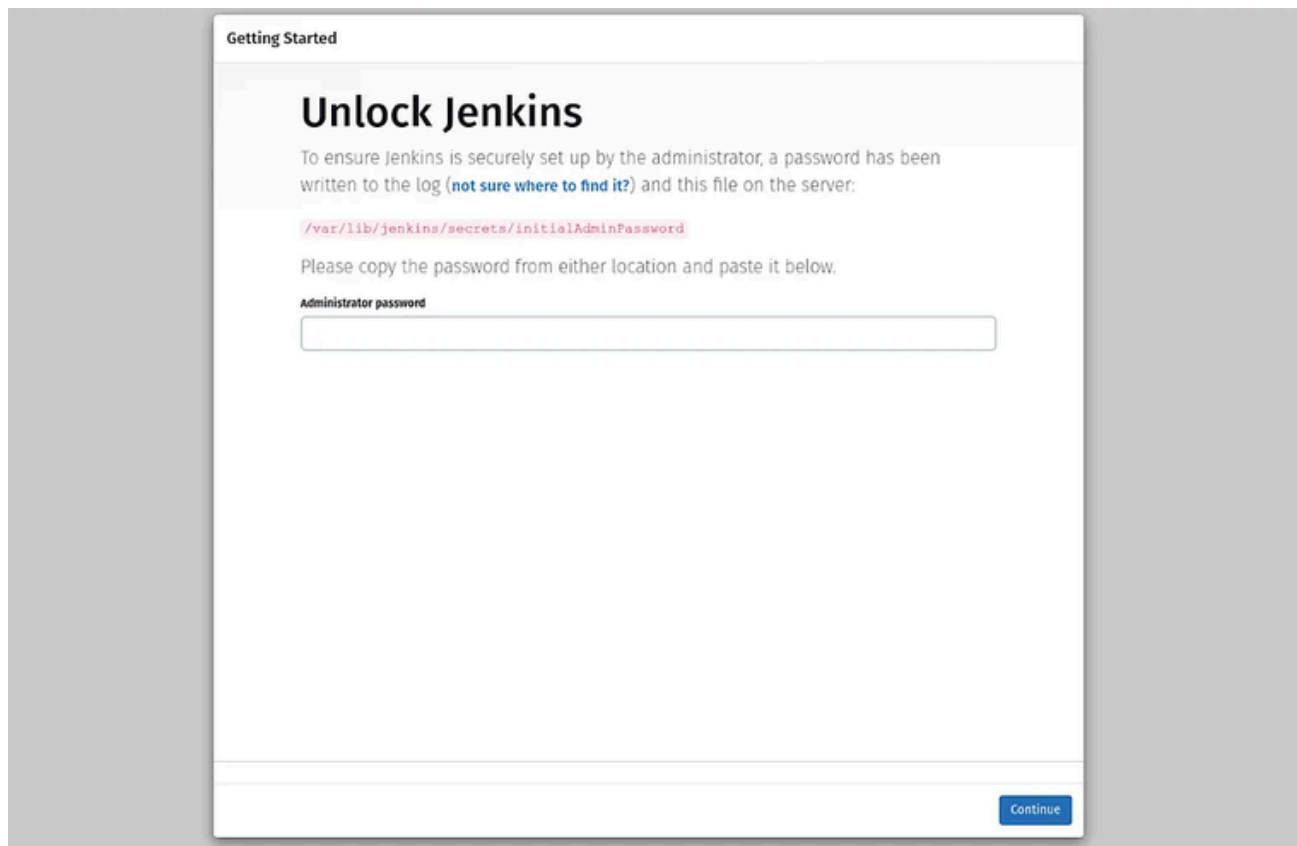 Getting Started
Unlock Jenkins
To ensure Jenkins is securely set up by the administrator, a password has been
written to the log (not sure where to find it?) and this file on the server:
/var/lib/jenkins/secrets/initialAdminPassword
Please copy the password from either location and paste it below.
Administrator password
Continue